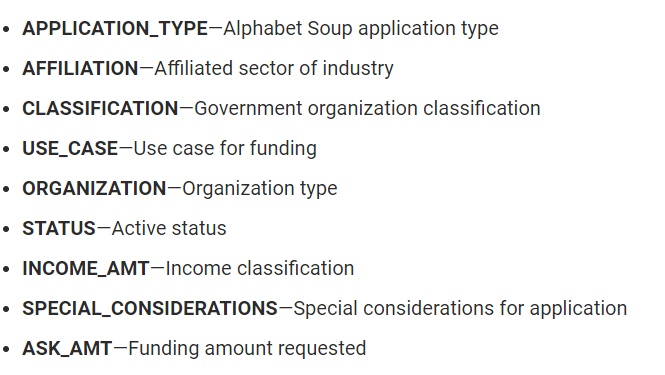 • APPLICATION_TYPE—Alphabet Soup application type
• AFFILIATION—Affiliated sector of industry
• CLASSIFICATION—Government organization classification
• USE_CASE—Use case for funding
• ORGANIZATION—Organization type
• STATUS—Active status
• INCOME_AMT—Income classification
• SPECIAL_CONSIDERATIONS—Special considerations for application
• ASK_AMT—Funding amount requested